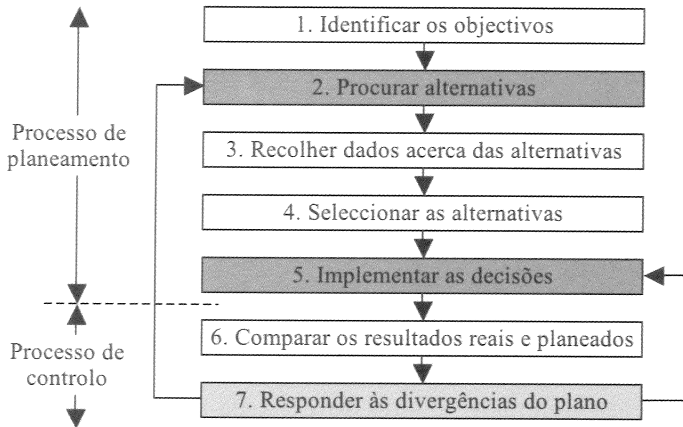 1. Identificar os objectivos
2. Procurar alternativas
Processo de
planeamento
3. Recolher dados acerca das alternativas
4. Seleccionar as alternativas
5. Implementar as decisões
6. Comparar os resultados reais e planeados
Processo de
controlo
7. Responder às divergências do plano